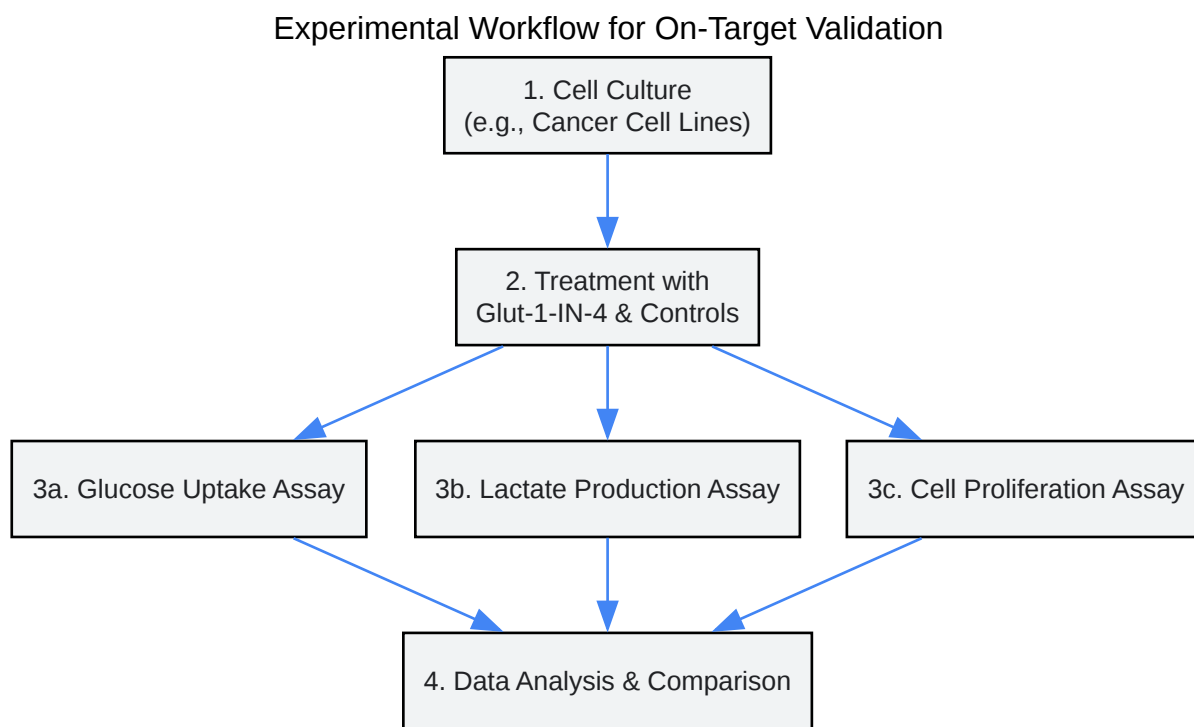 Experimental Workflow for On-Target Validation
1. Cell Culture
(e.g., Cancer Cell Lines)
2. Treatment with
Glut-1-IN-4 & Controls
3a. Glucose Uptake Assay
3b. Lactate Production Assay
3c. Cell Proliferation Assay
4. Data Analysis & Comparison